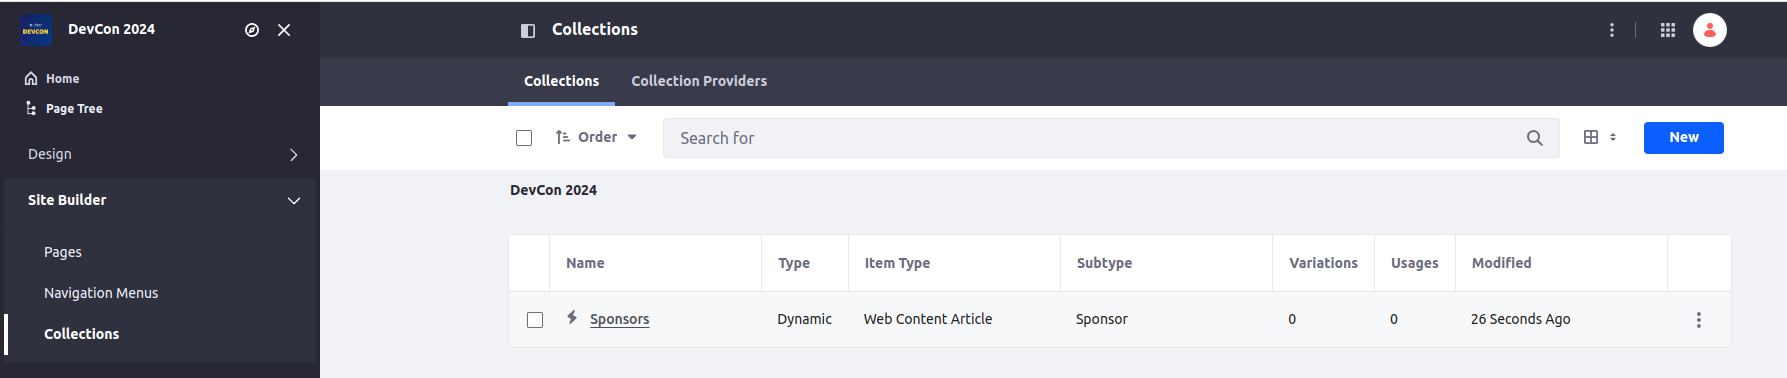 DEVCON
DevCon 2024
Home
Page Tree
Design
Site Builder
Pages
Navigation Menus
Collections
Collections
Collections Collection Providers
Order Search for New
DevCon 2024
Name Type Item Type Subtype Variations Usages Modified
Sponsors Dynamic Web Content Article Sponsor 0 0 26 Seconds Ago